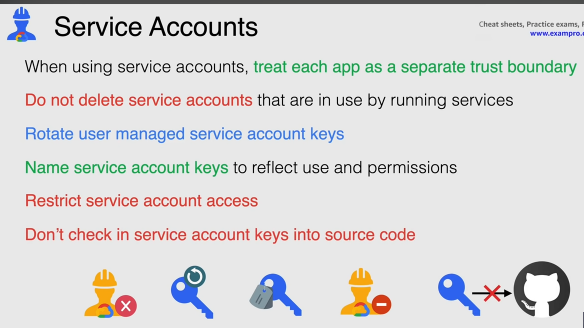 Service Accounts
Cheat sheets, Practice exams,
www.exampro.
When using service accounts, treat each app as a separate trust boundary
Do not delete service accounts that are in use by running services
Rotate user managed service account keys
Name service account keys to reflect use and permissions
Restrict service account access
Don't check in service account keys into source code